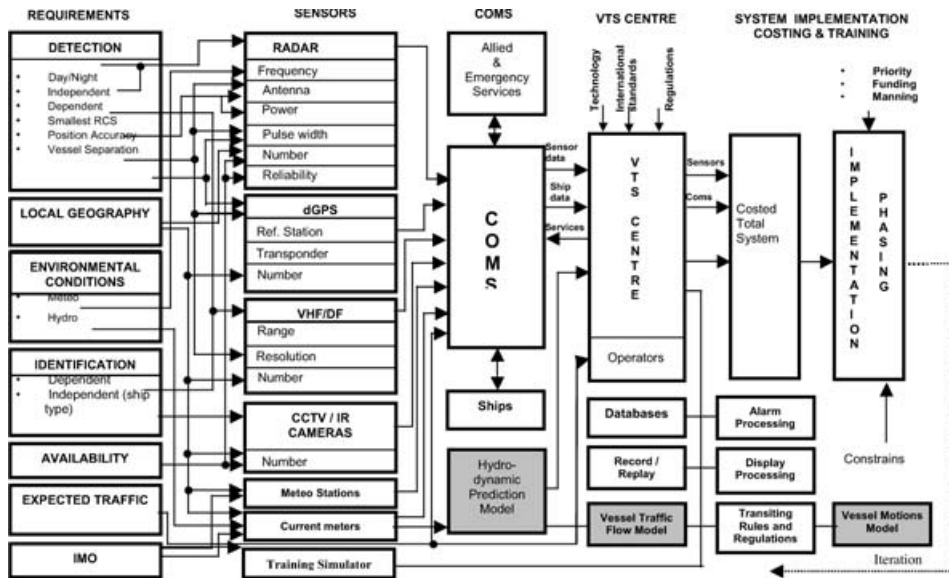 REQUIREMENTS
DETECTION
• Day/Night
• Independent
• Dependent
• Smallest RCS
• Position Accuracy
• Vessel Separation
LOCAL GEOGRAPHY
ENVIRONMENTAL
CONDITIONS
• Meteo
• Hydro
IDENTIFICATION
• Dependent
• Independent (ship
type)
AVAILABILITY
EXPECTED TRAFFIC
IMO
SENSORS
RADAR
Frequency
Antenna
Power
Pulse width
Number
Reliability
dGPS
Ref. Station
Transponder
Number
VHF/DF
Range
Resolution
Number
CCTV / IR
CAMERAS
Number
Meteo Stations
Current meters
Training Simulator
COMS
Allied
&
Emergency
Services
COMS
Ships
Hydro-
dynamic
Prediction
Model
Sensor
data
Ship
data
Services
VTS CENTRE
Technology
International
standards
Regulations
VTS CENTRE
Operators
Databases
Record /
Replay
Vessel Traffic
Flow Model
Sensors
Coms
SYSTEM IMPLEMENTATION
COSTING & TRAINING
Costed
Total
System
• Priority
• Funding
• Manning
IMPLEMENTATION
PHASING
Constrains
Alarm
Processing
Display
Processing
Transiting
Rules and
Regulations
Vessel Motions
Model
Iteration